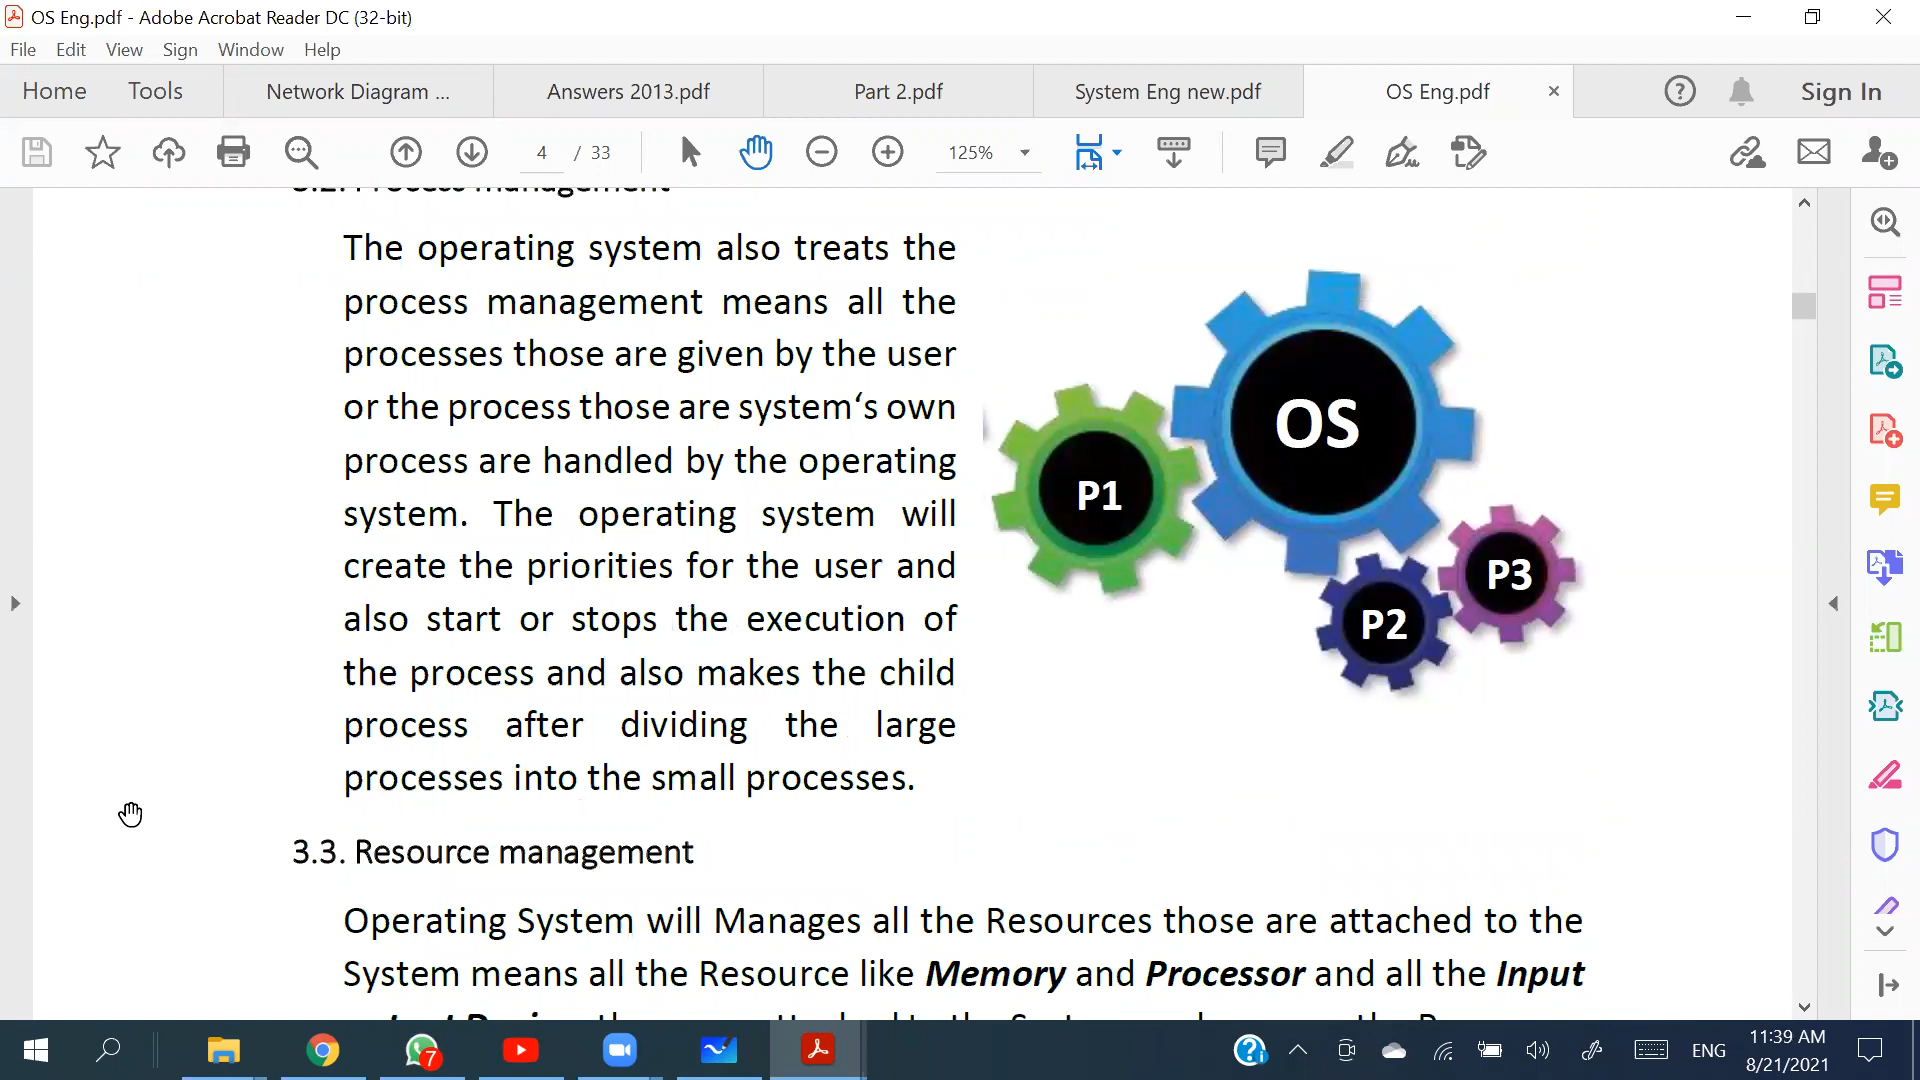 OS Eng.pdf - Adobe Acrobat Reader DC (32-bit)
File Edit View Sign Window Help
Home Tools Network Diagram ... Answers 2013.pdf Part 2.pdf System Eng new.pdf OS Eng.pdf Sign In
4 / 33 125%
The operating system also treats the
process management means all the
processes those are given by the user
or the process those are system‘s own
process are handled by the operating
system. The operating system will
create the priorities for the user and
also start or stops the execution of
the process and also makes the child
process after dividing the large
processes into the small processes.
OS
P1
P3
P2
3.3. Resource management
Operating System will Manages all the Resources those are attached to the
System means all the Resource like Memory and Processor and all the Input
7
ENG
11:39 AM
8/21/2021